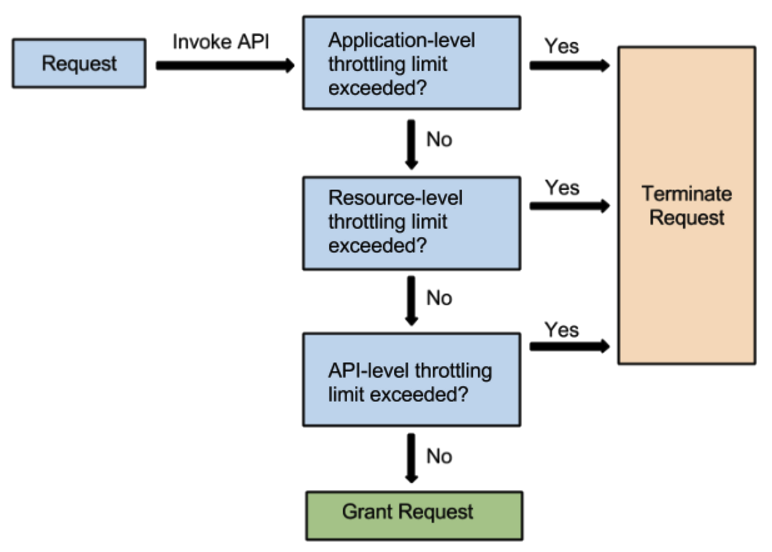 Request
Invoke API
Application-level
throttling limit
exceeded?
Yes
No
Resource-level
throttling limit
exceeded?
Yes
Terminate
Request
No
API-level throttling
limit exceeded?
Yes
No
Grant Request